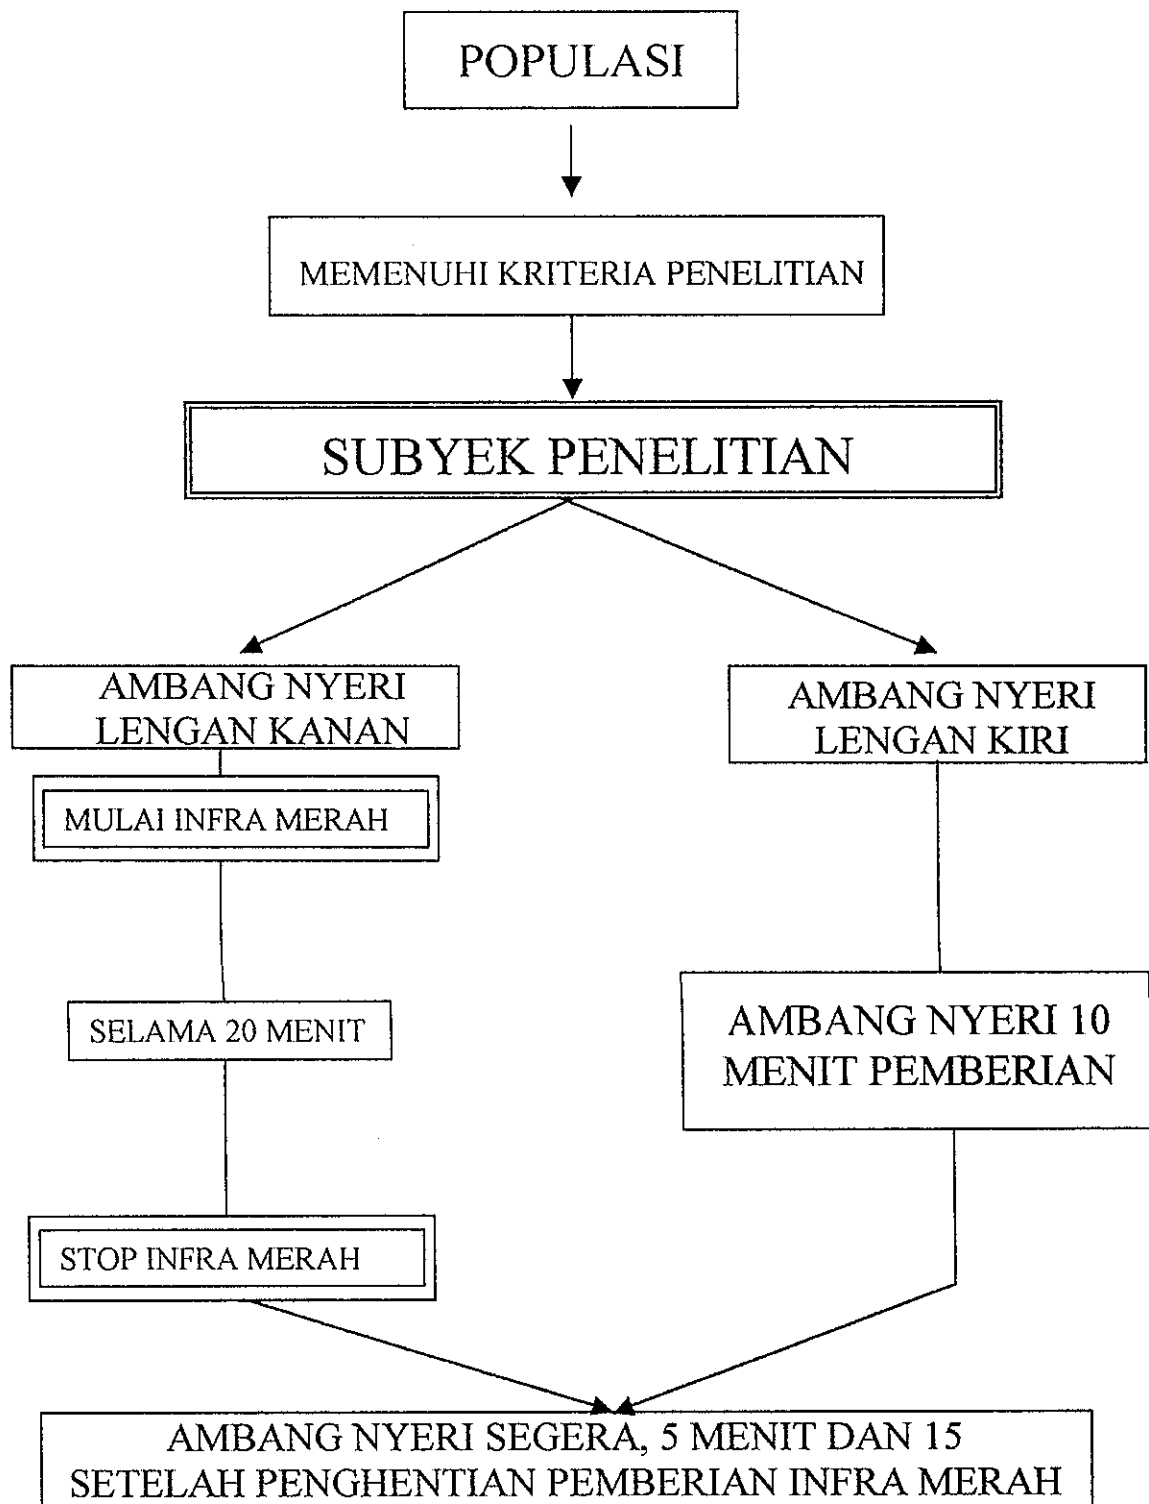 POPULASI
MEMENUHI KRITERIA PENELITIAN
SUBYEK PENELITIAN
AMBANG NYERI
LENGAN KANAN
MULAI INFRA MERAH
SELAMA 20 MENIT
STOP INFRA MERAH
AMBANG NYERI
LENGAN KIRI
AMBANG NYERI 10
MENIT PEMBERIAN
AMBANG NYERI SEGERA, 5 MENIT DAN 15
SETELAH PENGHENTIAN PEMBERIAN INFRA MERAH